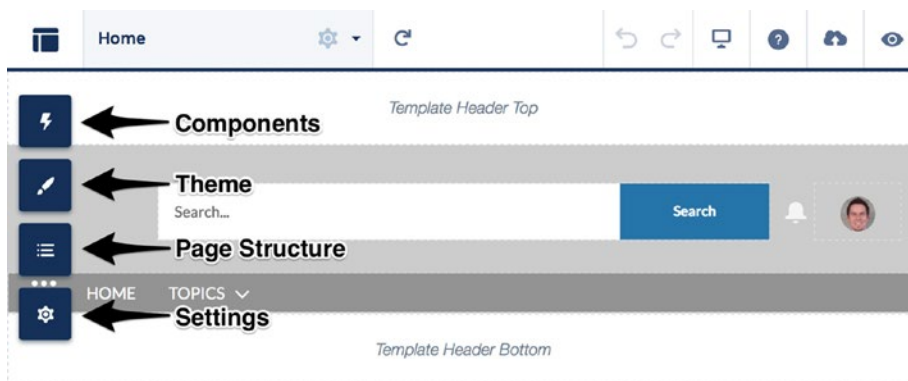 Home
?
Template Header Top
Components
Theme
Search...
Search
Page Structure
HOME TOPICS
Settings
Template Header Bottom